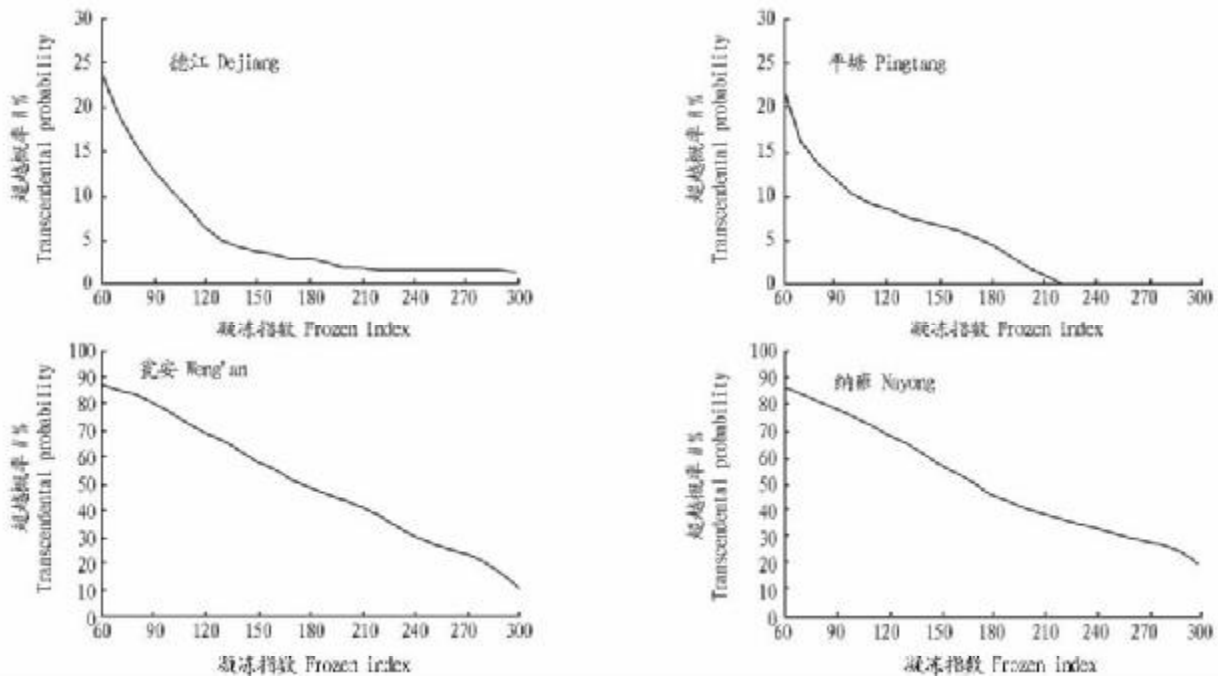 德江 Dejiang
超越概率 H%
Transcendental probability
30
25
20
15
10
5
0
60 90 120 150 180 210 240 270 300
凝冻指数 Frozen Index
平塘 Pingtang
超越概率 H%
Transcendental probability
30
25
20
15
10
5
0
60 90 120 150 180 210 240 270 300
凝冻指数 Frozen Index
瓮安 Weng'an
超越概率 H%
Transcendental probability
100
90
80
70
60
50
40
30
20
10
0
60 90 120 150 180 210 240 270 300
凝冻指数 Frozen index
纳雍 Nayong
超越概率 H%
Transcendental probability
100
90
80
70
60
50
40
30
20
10
0
60 90 120 150 180 210 240 270 300
凝冻指数 Frozen index